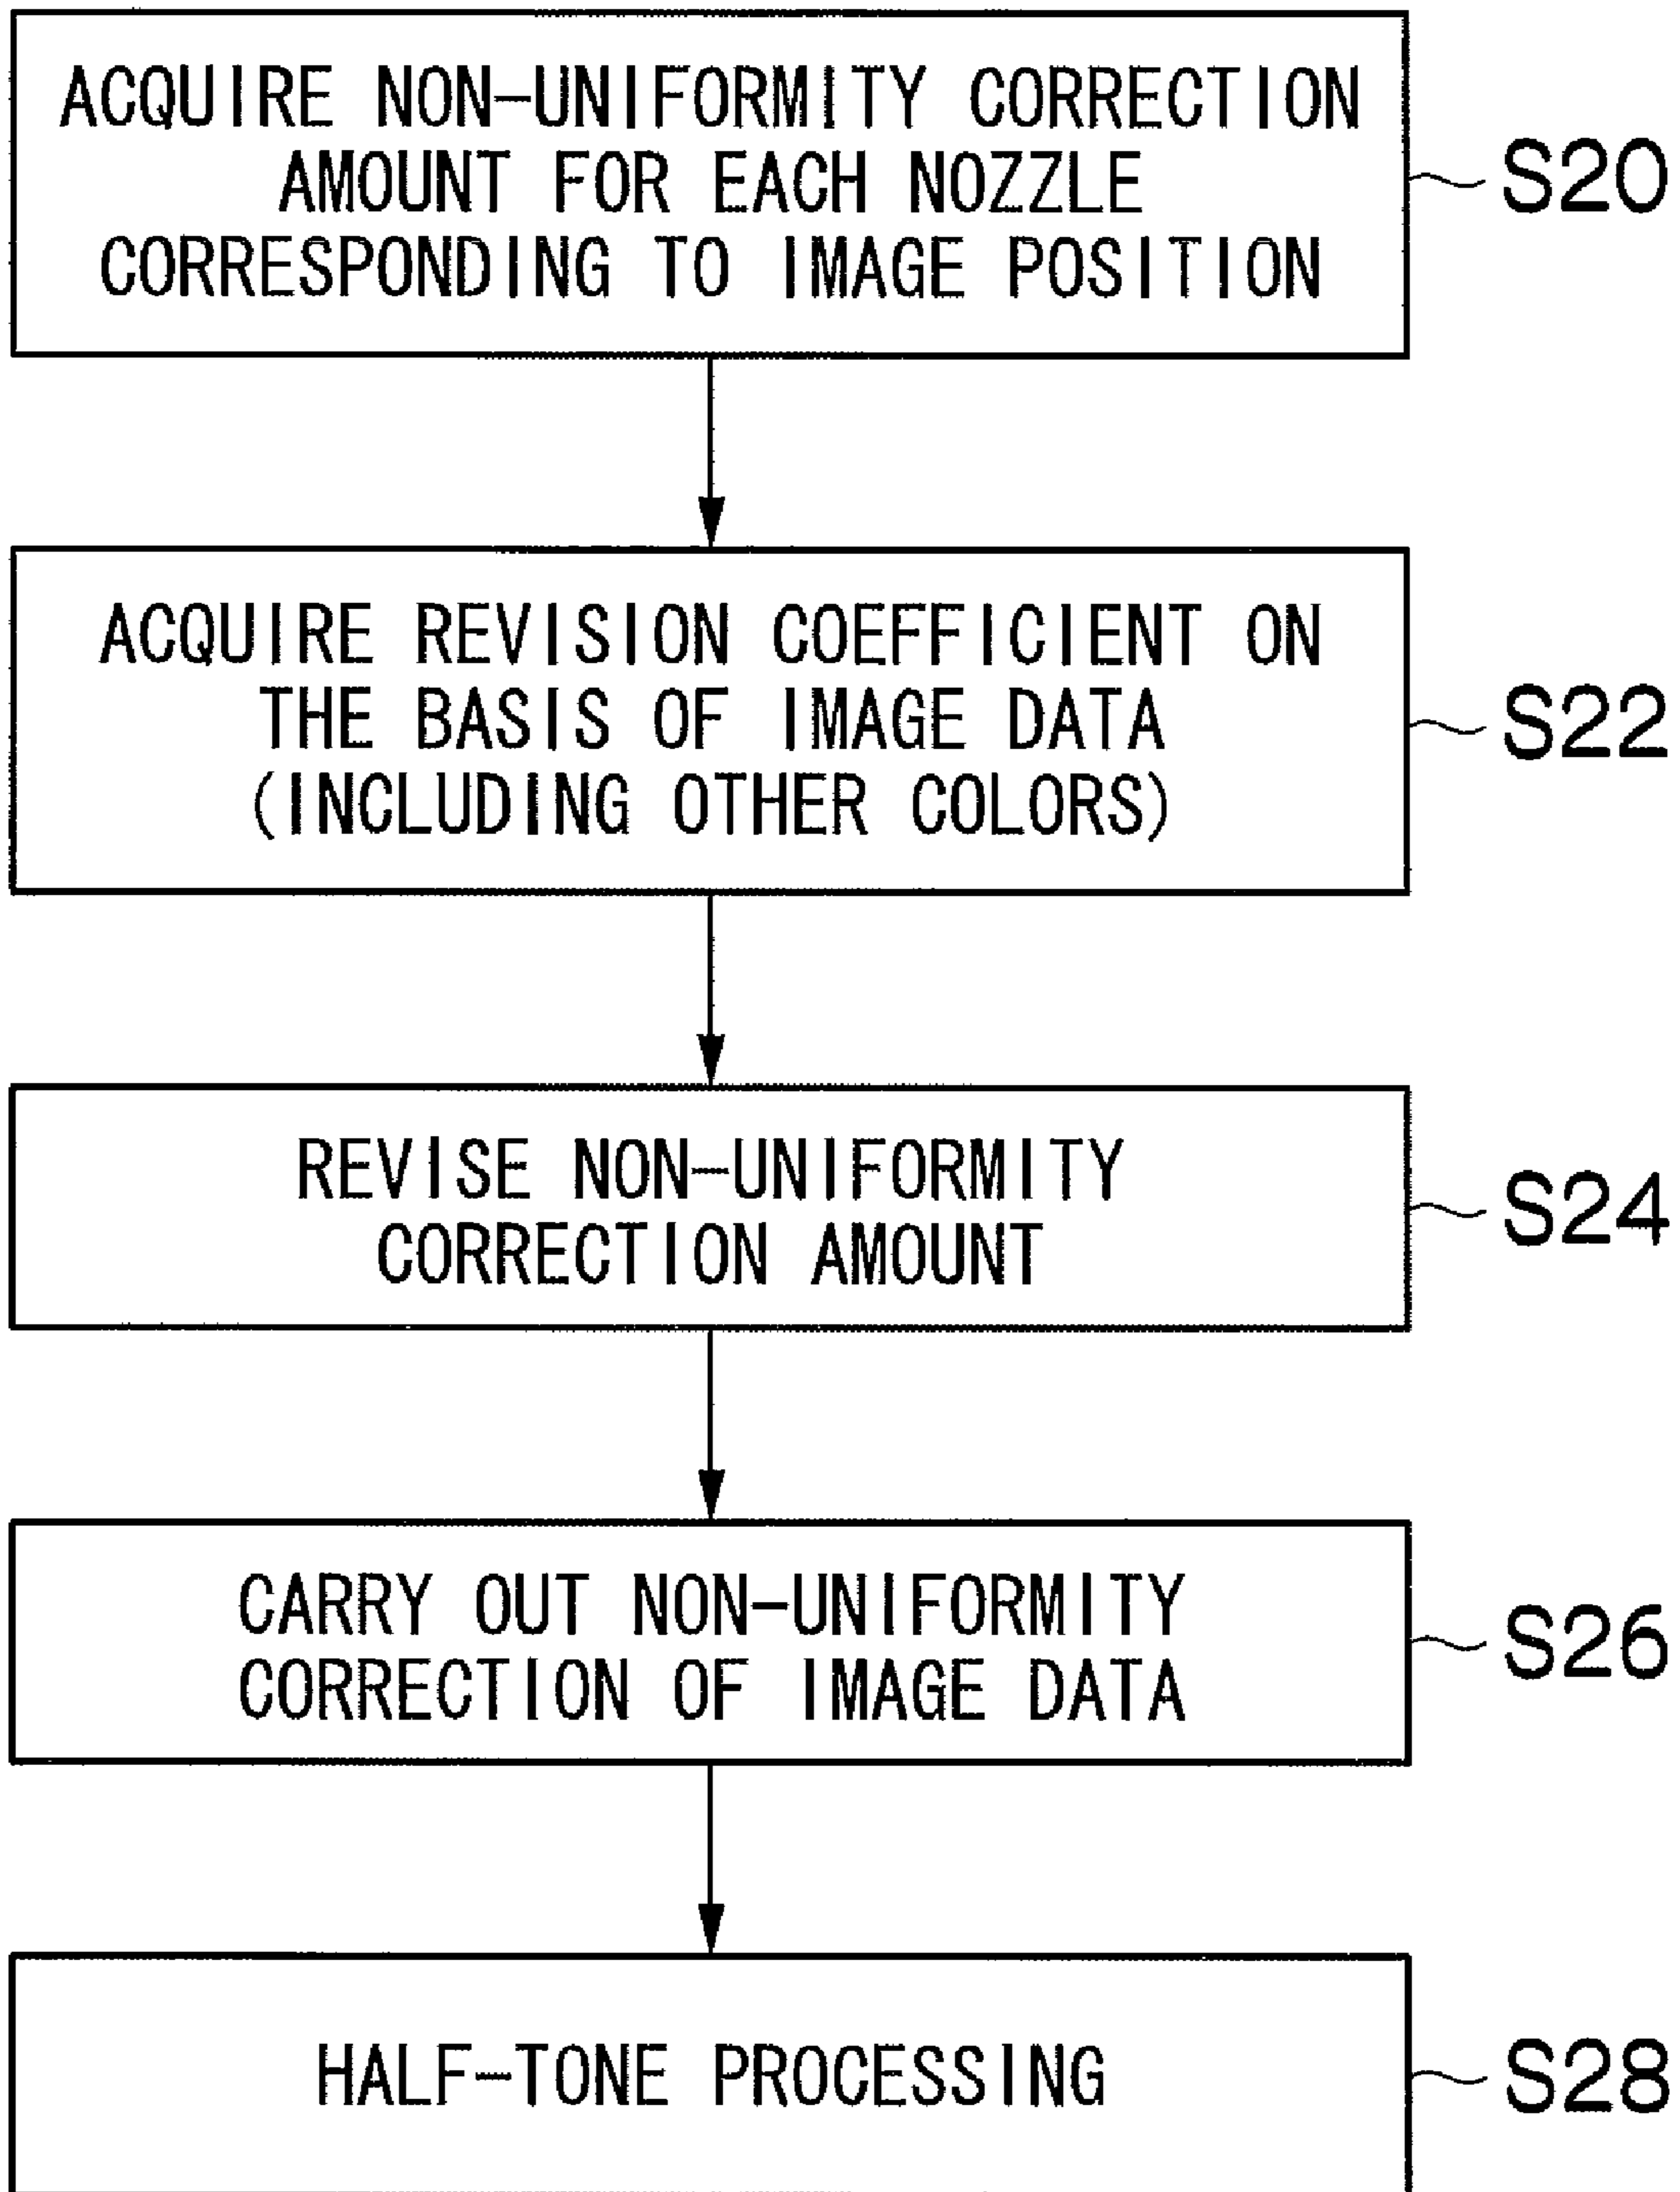 ACQUIRE NON-UNIFORMITY CORRECTION
AMOUNT FOR EACH NOZZLE
CORRESPONDING TO IMAGE POSITION
S20
ACQUIRE REVISION COEFFICIENT ON
THE BASIS OF IMAGE DATA
(INCLUDING OTHER COLORS)
S22
REVISE NON-UNIFORMITY
CORRECTION AMOUNT
S24
CARRY OUT NON-UNIFORMITY
CORRECTION OF IMAGE DATA
S26
HALF-TONE PROCESSING
S28